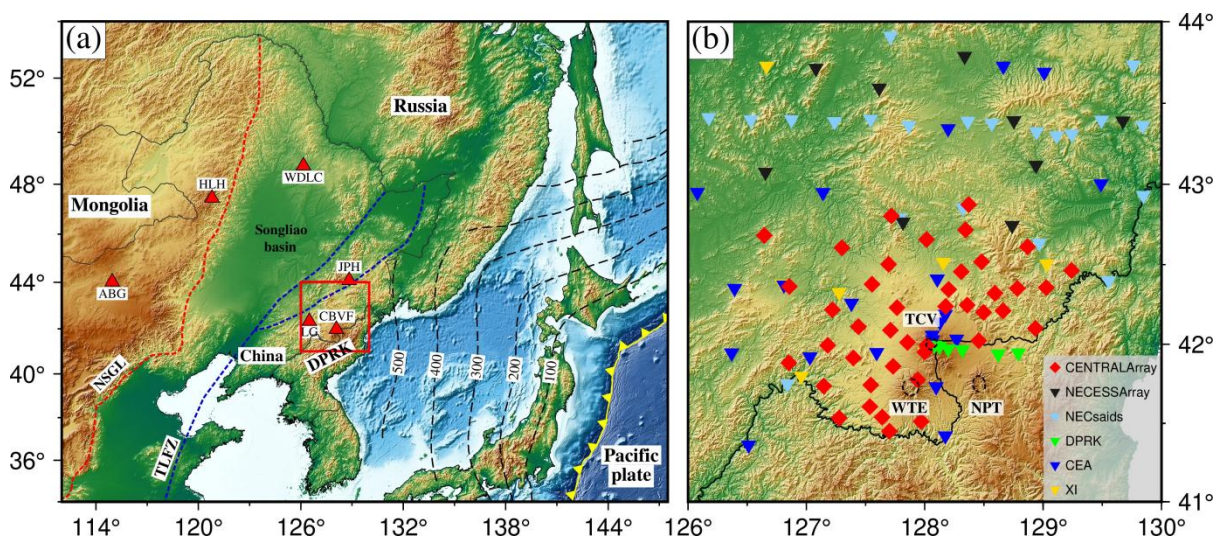 (a)
52°
48°
44°
40°
36°
114°
120°
126°
132°
138°
144°
Russia
Mongolia
HLH
WDLC
Songliao
basin
ABG
JPH
CBVF
LG
China
DPRK
NSGL
TLFZ
500
400
300
200
100
Pacific
plate
(b)
44°
43°
42°
41°
126°
127°
128°
129°
130°
TCV
WTE
NPT
CENTRALArray
NECESSArray
NECsaids
DPRK
CEA
XI